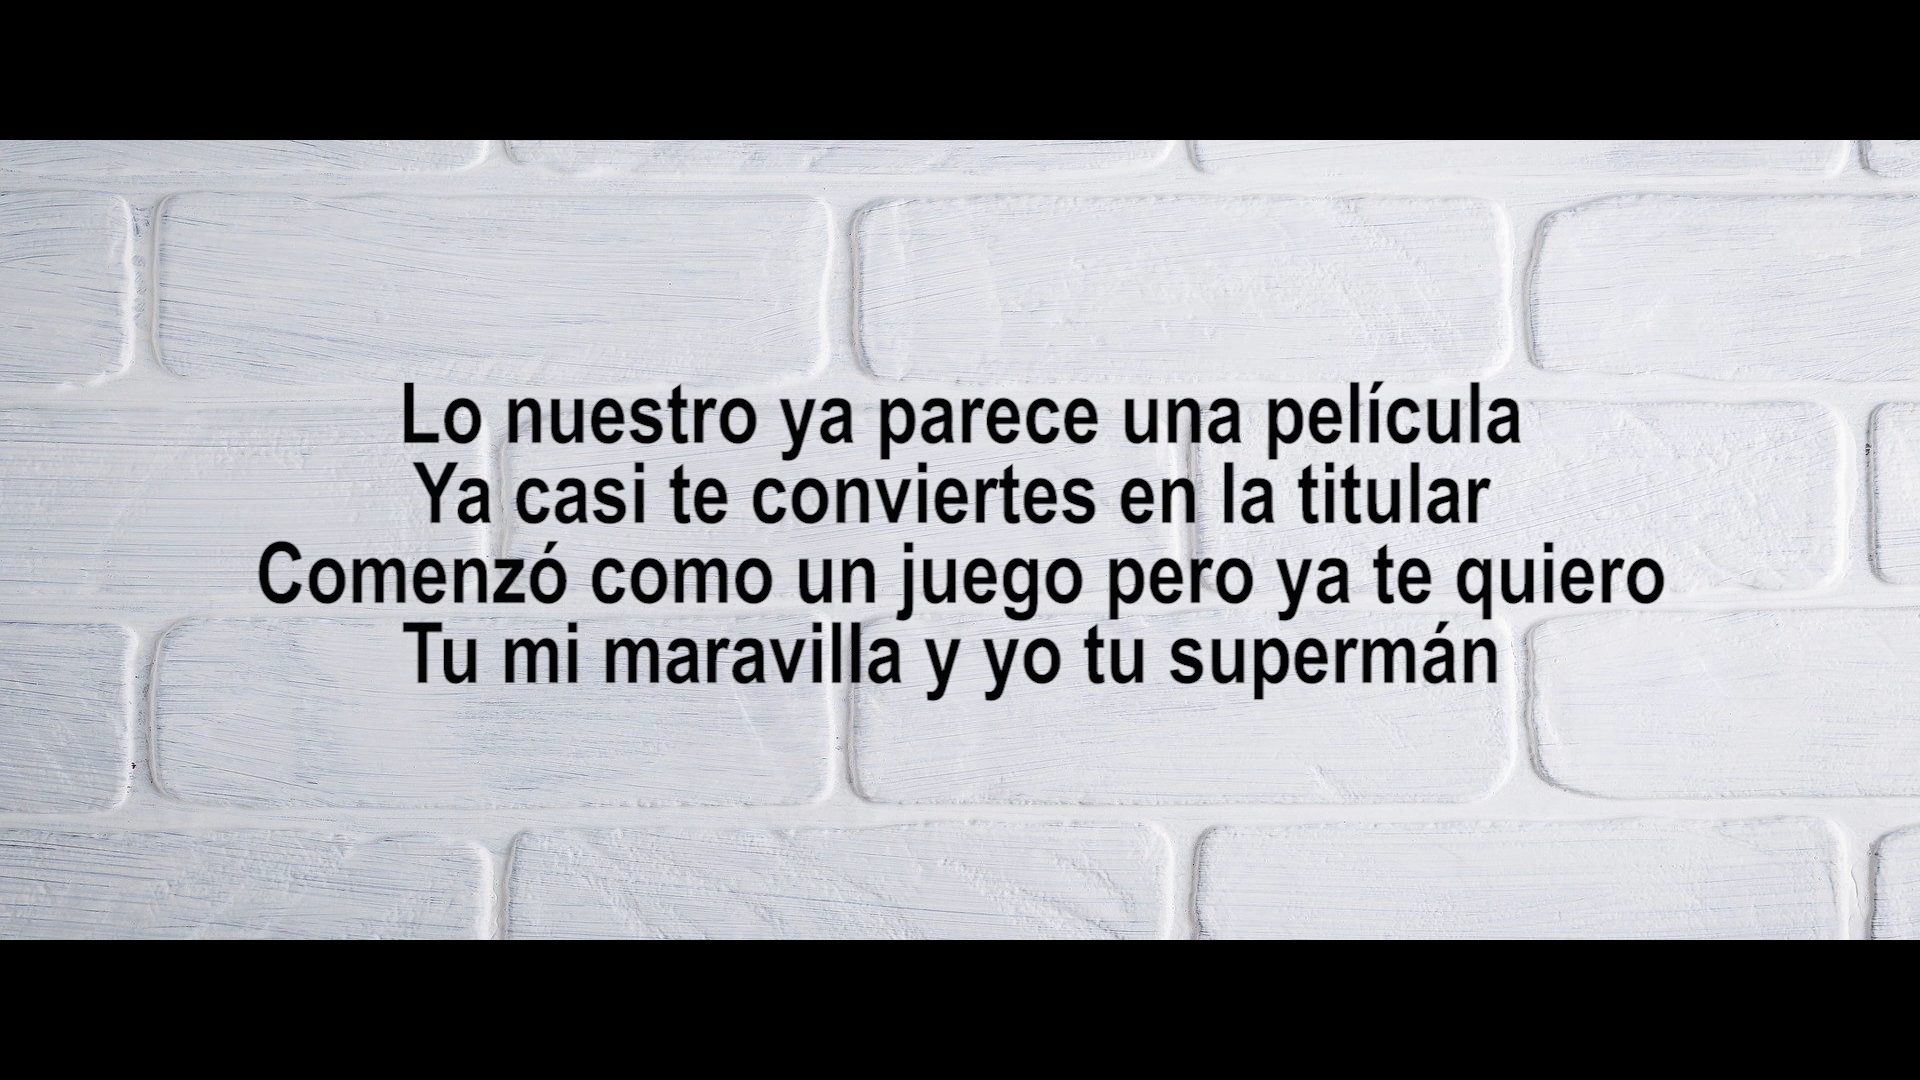 Lo nuestro ya parece una película
Ya casi te conviertes en la titular
Comenzó como un juego pero ya te quiero
Tu mi maravilla y yo tu supermán